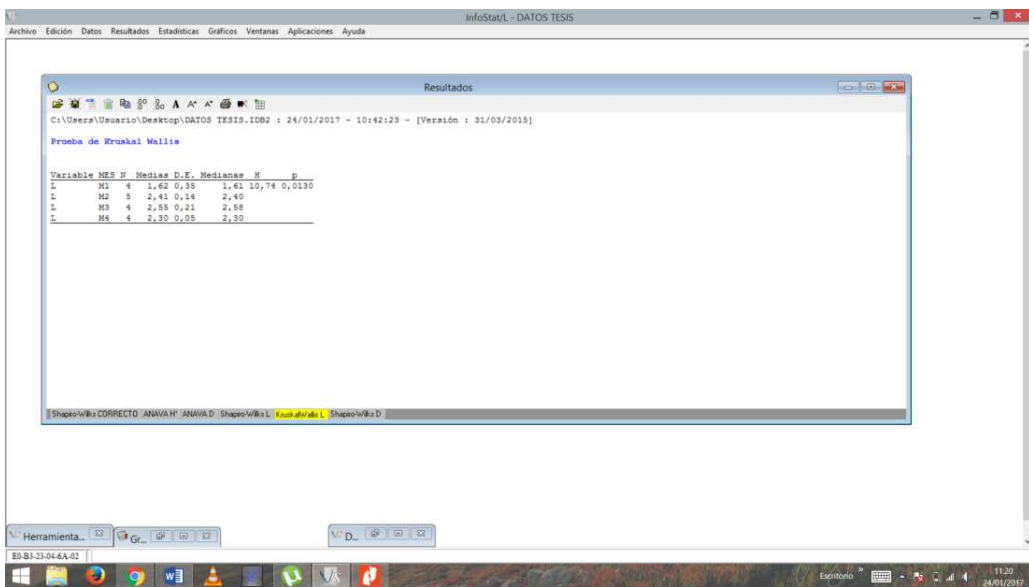 InfoStat/L - DATOS TESIS
Archivo Edición Datos Resultados Estadísticas Gráficos Ventanas Aplicaciones Ayuda
Resultados
C:\Users\Usuario\Desktop\DATOS TESIS.IDB2 : 24/01/2017 - 10:42:23 - [Versión : 31/03/2015]
Prueba de Kruskal Wallis
Variable MES N Medias D.E. Medianas H p
L M1 4 1,62 0,35 1,61 10,74 0,0130
L M2 5 2,41 0,14 2,40
L M3 4 2,55 0,21 2,58
L M4 4 2,30 0,05 2,30
Shapiro-Wilks CORRECTO ANAVA H' ANAVA D Shapiro-Wilks L KruskalWallis L Shapiro-Wilks D
Herramienta... Gr... D...
E0-B3-23-04-6A-02
Escritorio 11:20
24/01/2017